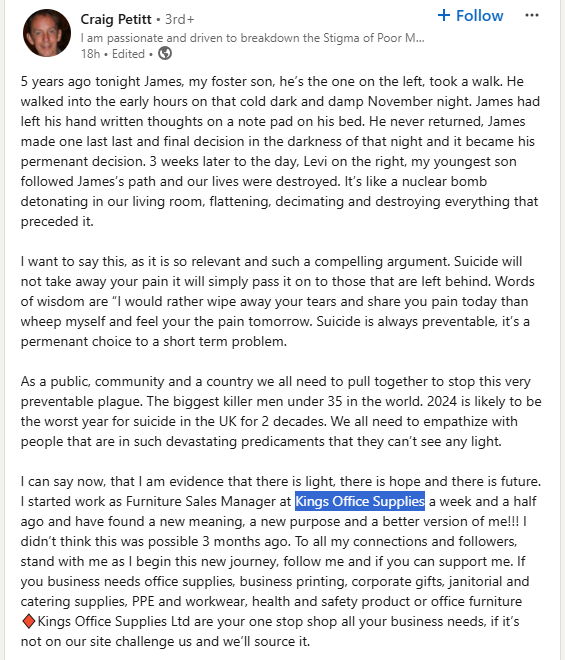 Craig Petitt • 3rd+
+ Follow
...
I am passionate and driven to breakdown the Stigma of Poor M...
18h • Edited •
5 years ago tonight James, my foster son, he's the one on the left, took a walk. He
walked into the early hours on that cold dark and damp November night. James had
left his hand written thoughts on a note pad on his bed. He never returned, James
made one last last and final decision in the darkness of that night and it became his
permenant decision. 3 weeks later to the day, Levi on the right, my youngest son
followed James's path and our lives were destroyed. It's like a nuclear bomb
detonating in our living room, flattening, decimating and destroying everything that
preceded it.
I want to say this, as it is so relevant and such a compelling argument. Suicide will
not take away your pain it will simply pass it on to those that are left behind. Words
of wisdom are “I would rather wipe away your tears and share you pain today than
wheep myself and feel your the pain tomorrow. Suicide is always preventable, it's a
permenant choice to a short term problem.
As a public, community and a country we all need to pull together to stop this very
preventable plague. The biggest killer men under 35 in the world. 2024 is likely to be
the worst year for suicide in the UK for 2 decades. We all need to empathize with
people that are in such devastating predicaments that they can't see any light.
I can say now, that I am evidence that there is light, there is hope and there is future.
I started work as Furniture Sales Manager at Kings Office Supplies a week and a half
ago and have found a new meaning, a new purpose and a better version of me!!! I
didn't think this was possible 3 months ago. To all my connections and followers,
stand with me as I begin this new journey, follow me and if you can support me. If
you business needs office supplies, business printing, corporate gifts, janitorial and
catering supplies, PPE and workwear, health and safety product or office furniture
♦Kings Office Supplies Ltd are your one stop shop all your business needs, if it's
not on our site challenge us and we'll source it.